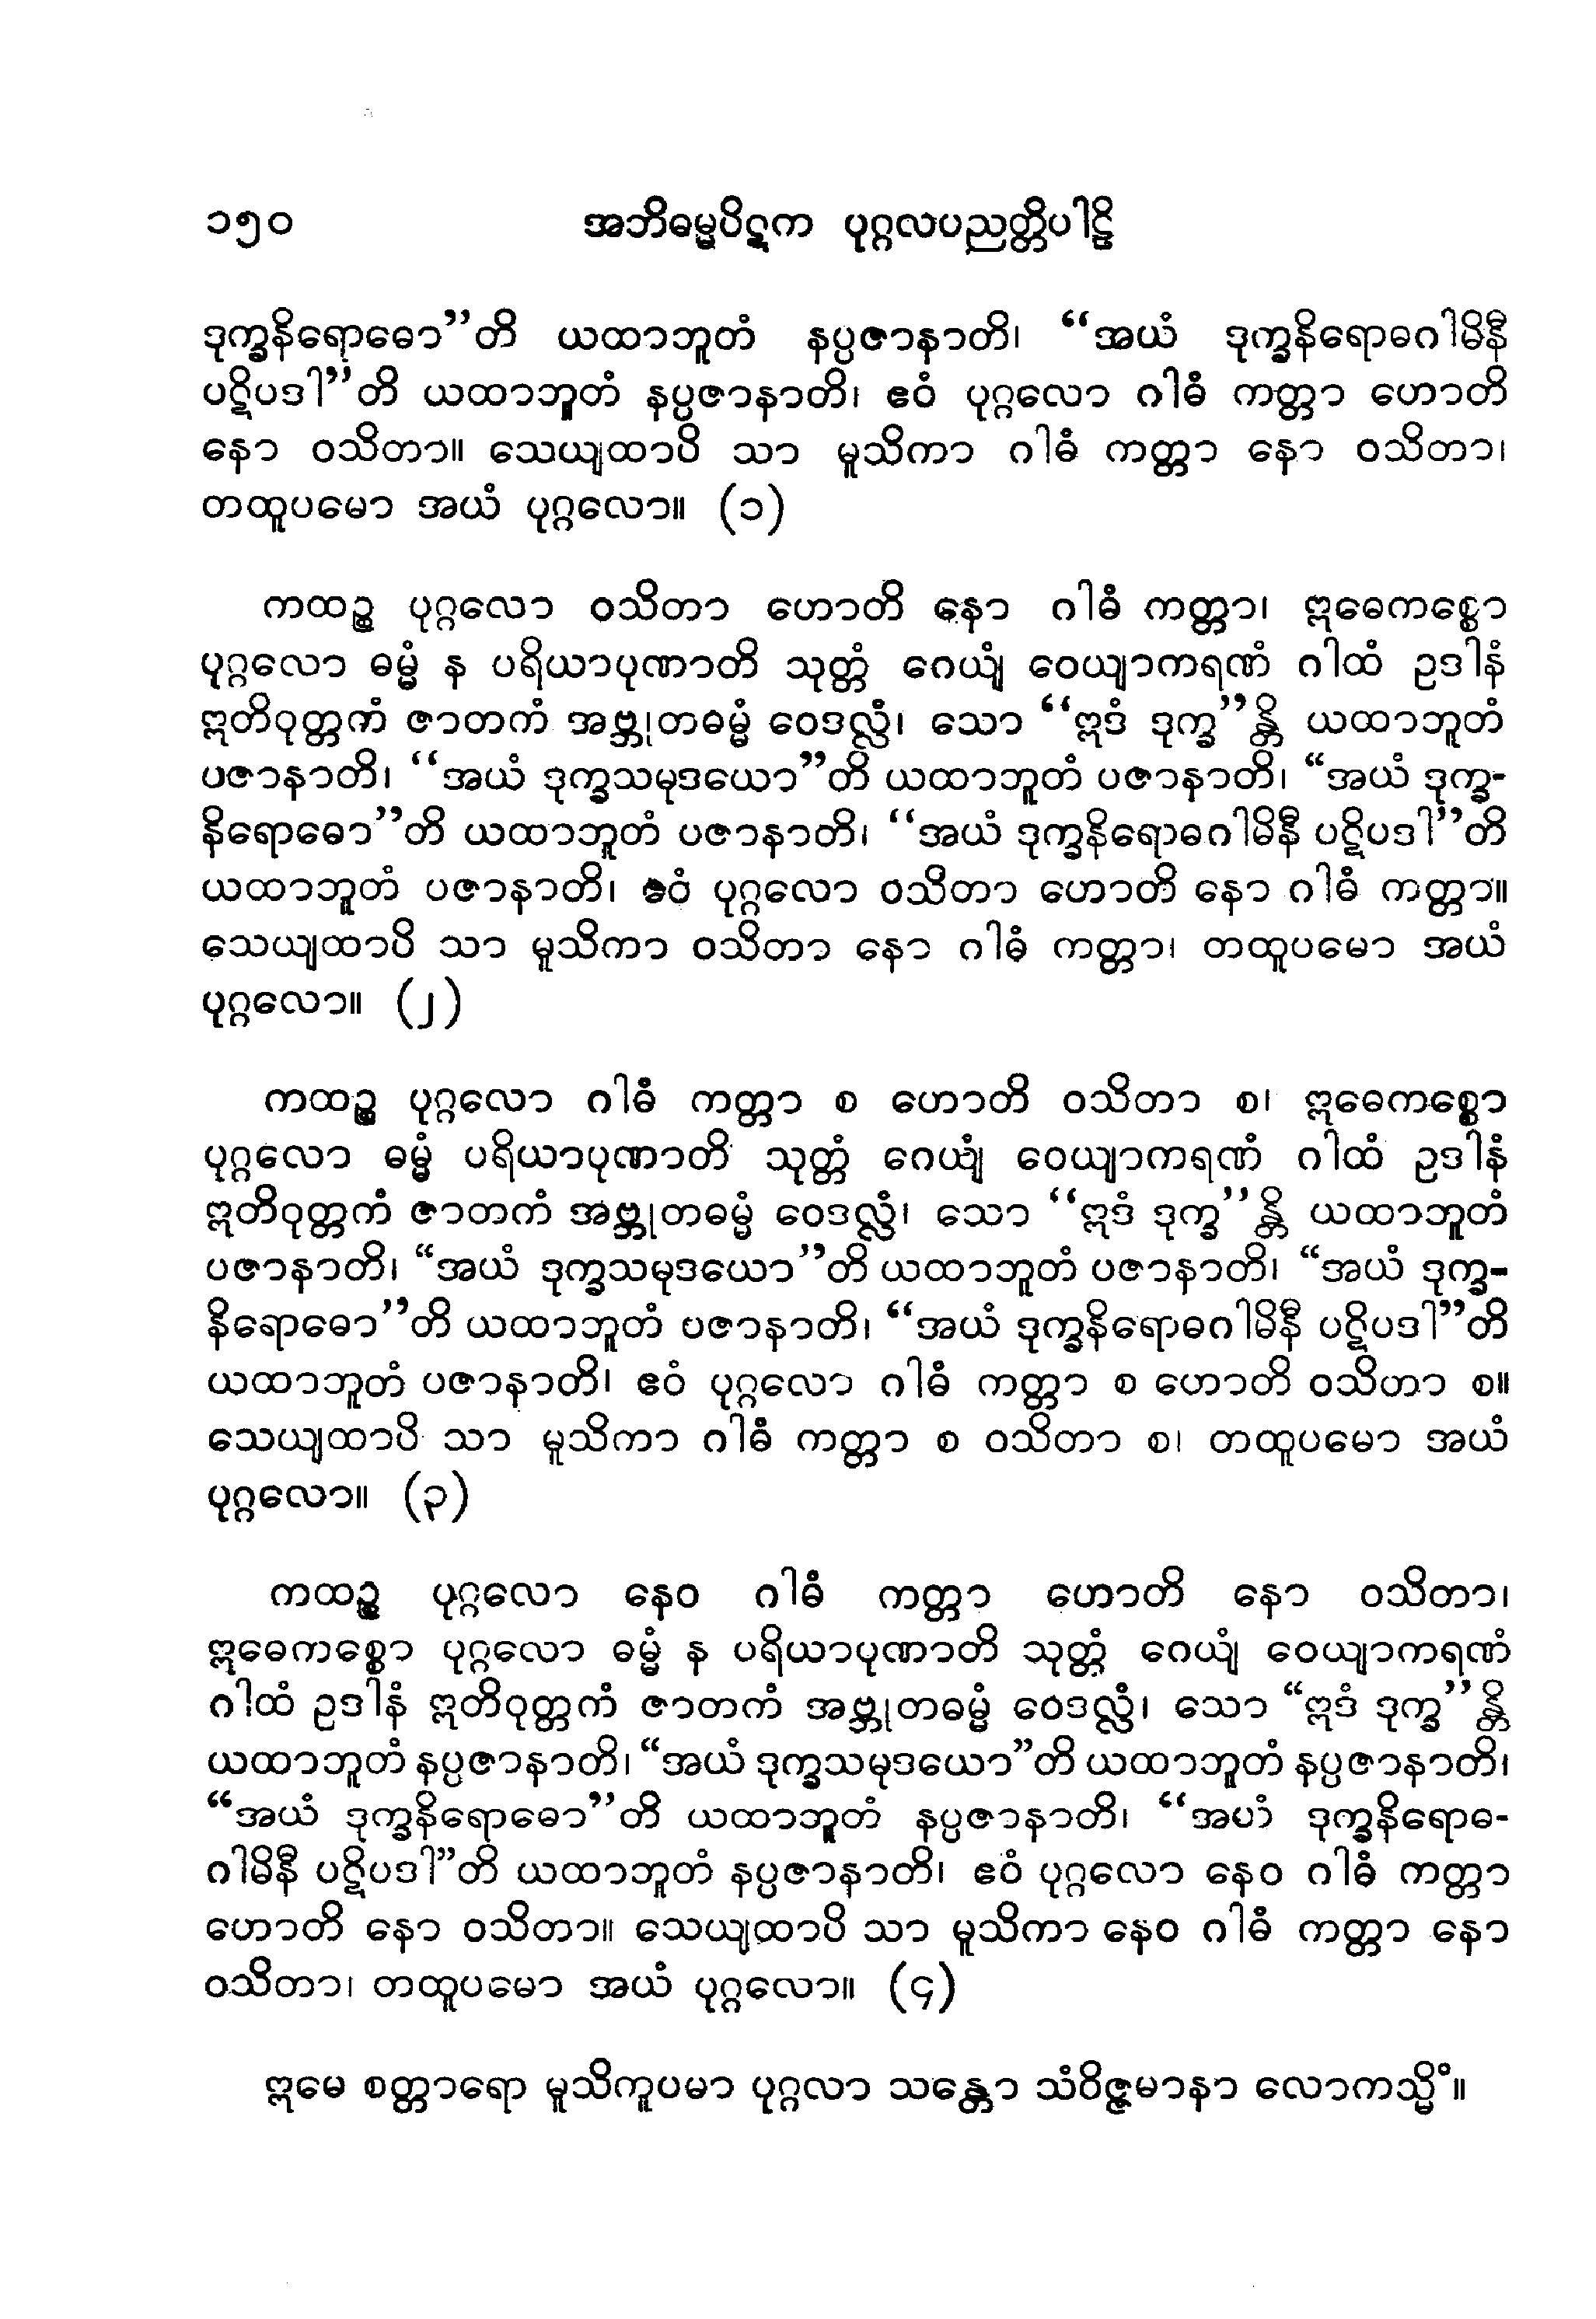 ၁၅၀ အဘိဓမ္မပိဋက ပုဂ္ဂလပညတ္တိပါဠိ
ဒုက္ခနိရောဓော”တိ ယထာဘူတံ နပ္ပဇာနာတိ၊ “အယံ ဒုက္ခနိရောဓဂါမိနီ
ပဋိပဒါ”တိ ယထာဘူတံ နပ္ပဇာနာတိ၊ ဧဝံ ပုဂ္ဂလော ဂါဓံ ကတ္တာ ဟောတိ
နော ဝသိတာ။ သေယျထာပိ သာ မူသိကာ ဂါဓံ ကတ္တာ နော ဝသိတာ၊
တထူပမော အယံ ပုဂ္ဂလော။ (၁)
ကထဉ္စ ပုဂ္ဂလော ဝသိတာ ဟောတိ နော ဂါဓံ ကတ္တာ၊ ဣဓေကစ္စော
ပုဂ္ဂလော ဓမ္မံ န ပရိယာပုဏာတိ သုတ္တံ ဂေယျံ ဝေယျာကရဏံ ဂါထံ ဥဒါနံ
ဣတိဝုတ္တကံ ဇာတကံ အဗ္ဘုတဓမ္မံ ဝေဒလ္လံ၊ သော “ဣဒံ ဒုက္ခ”န္တိ ယထာဘူတံ
ပဇာနာတိ၊ “အယံ ဒုက္ခသမုဒယော”တိ ယထာဘူတံ ပဇာနာတိ၊ “အယံ ဒုက္ခ-
နိရောဓော”တိ ယထာဘူတံ ပဇာနာတိ၊ “အယံ ဒုက္ခနိရောဓဂါမိနီ ပဋိပဒါ”တိ
ယထာဘူတံ ပဇာနာတိ၊ ဧဝံ ပုဂ္ဂလော ဝသိတာ ဟောတိ နော ဂါဓံ ကတ္တာ။
သေယျထာပိ သာ မူသိကာ ဝသိတာ နော ဂါဓံ ကတ္တာ၊ တထူပမော အယံ
ပုဂ္ဂလော။ (၂)
ကထဉ္စ ပုဂ္ဂလော ဂါဓံ ကတ္တာ စ ဟောတိ ဝသိတာ စ၊ ဣဓေကစ္စော
ပုဂ္ဂလော ဓမ္မံ ပရိယာပုဏာတိ သုတ္တံ ဂေယျံ ဝေယျာကရဏံ ဂါထံ ဥဒါနံ
ဣတိဝုတ္တကံ ဇာတကံ အဗ္ဘုတဓမ္မံ ဝေဒလ္လံ၊ သော “ဣဒံ ဒုက္ခ”န္တိ ယထာဘူတံ
ပဇာနာတိ၊ “အယံ ဒုက္ခသမုဒယော”တိ ယထာဘူတံ ပဇာနာတိ၊ “အယံ ဒုက္ခ-
နိရောဓော”တိ ယထာဘူတံ ပဇာနာတိ၊ “အယံ ဒုက္ခနိရောဓဂါမိနီ ပဋိပဒါ”တိ
ယထာဘူတံ ပဇာနာတိ၊ ဧဝံ ပုဂ္ဂလော ဂါဓံ ကတ္တာ စ ဟောတိ ဝသိတာ စ။
သေယျထာပိ သာ မူသိကာ ဂါဓံ ကတ္တာ စ ဝသိတာ စ၊ တထူပမော အယံ
ပုဂ္ဂလော။ (၃)
ကထဉ္စ ပုဂ္ဂလော နေဝ ဂါဓံ ကတ္တာ ဟောတိ နော ဝသိတာ၊
ဣဓေကစ္စော ပုဂ္ဂလော ဓမ္မံ န ပရိယာပုဏာတိ သုတ္တံ ဂေယျံ ဝေယျာကရဏံ
ဂါထံ ဥဒါနံ ဣတိဝုတ္တကံ ဇာတကံ အဗ္ဘုတဓမ္မံ ဝေဒလ္လံ၊ သော “ဣဒံ ဒုက္ခ”န္တိ
ယထာဘူတံ နပ္ပဇာနာတိ၊ “အယံ ဒုက္ခသမုဒယော”တိ ယထာဘူတံ နပ္ပဇာနာတိ၊
“အယံ ဒုက္ခနိရောဓော”တိ ယထာဘူတံ နပ္ပဇာနာတိ၊ “အယံ ဒုက္ခနိရောဓ-
ဂါမိနီ ပဋိပဒါ”တိ ယထာဘူတံ နပ္ပဇာနာတိ၊ ဧဝံ ပုဂ္ဂလော နေဝ ဂါဓံ ကတ္တာ
ဟောတိ နော ဝသိတာ။ သေယျထာပိ သာ မူသိကာ နေဝ ဂါဓံ ကတ္တာ နော
ဝသိတာ၊ တထူပမော အယံ ပုဂ္ဂလော။ (၄)
ဣမေ စတ္တာရော မူသိကူပမာ ပုဂ္ဂလာ သန္တော သံဝိဇ္ဇမာနာ လောကသ္မိံ။